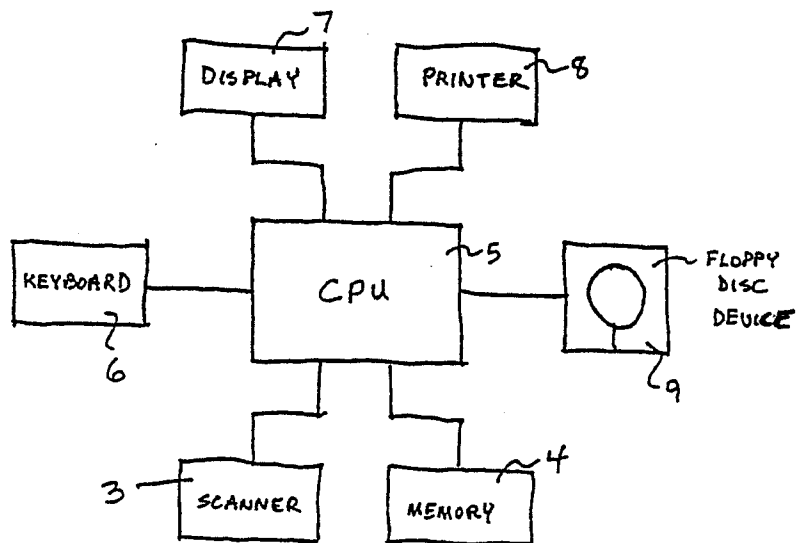 7
DISPLAY
PRINTER
8
KEYBOARD
6
CPU
5
FLOPPY
DISC
DEVICE
9
3
SCANNER
MEMORY
4